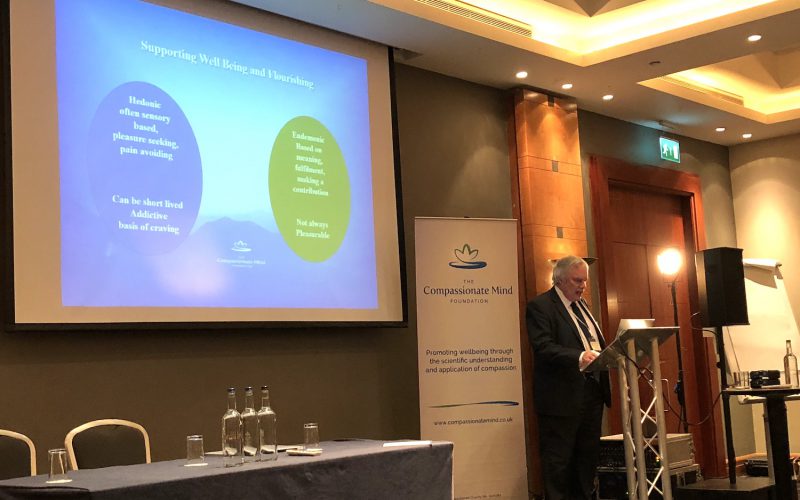 Supporting Well Being and Flourishing
Hedonic
often sensory
based,
pleasure seeking,
pain avoiding
Can be short lived
Addictive
basis of craving
Endemonic
Based on
meaning,
fulfilment,
making a
contribution
Not always
Pleasurable
THE
Compassionate Mind
THE
Compassionate Mind
FOUNDATION
Promoting wellbeing through
the scientific understanding
and application of compassion
www.compassionatemind.co.uk